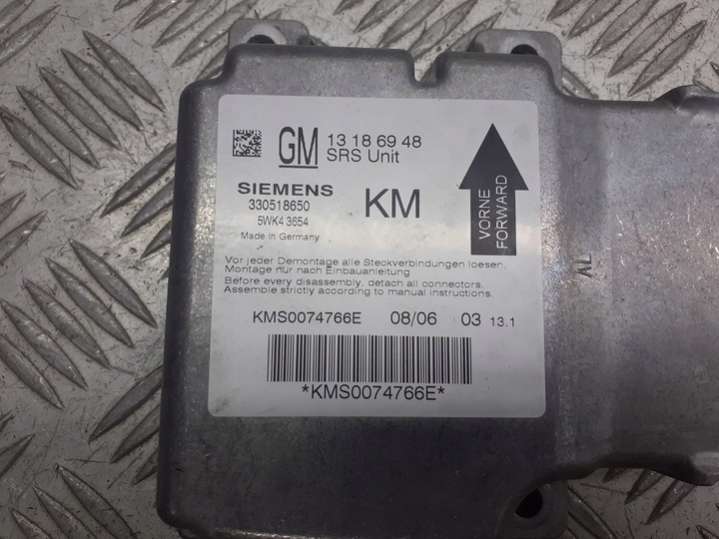 GM 13 18 69 48
SRS Unit
SIEMENS
330518650
5WK4 3654
Made in Germany
KM
VORNE
FORWARD
Vor jeder Demontage alle Steckverbindungen loesen.
Montage nur nach Einbauanleitung
Before every disassembly, detach all connectors.
Assemble strictly according to manual instructions.
KMS0074766E 08/06 03 13.1
*KMS0074766E*
AL